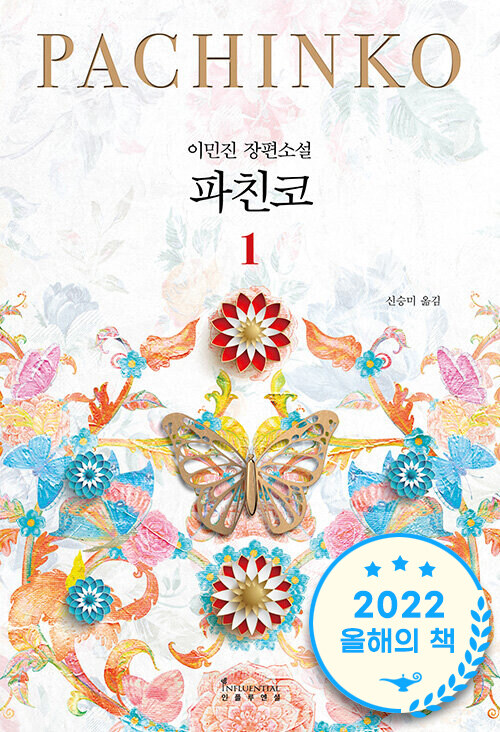 PACHINKO
이민진 장편소설
파친코
1
신승미 옮김
2022
올해의 책
INFLUENTIAL
인플루엔셜